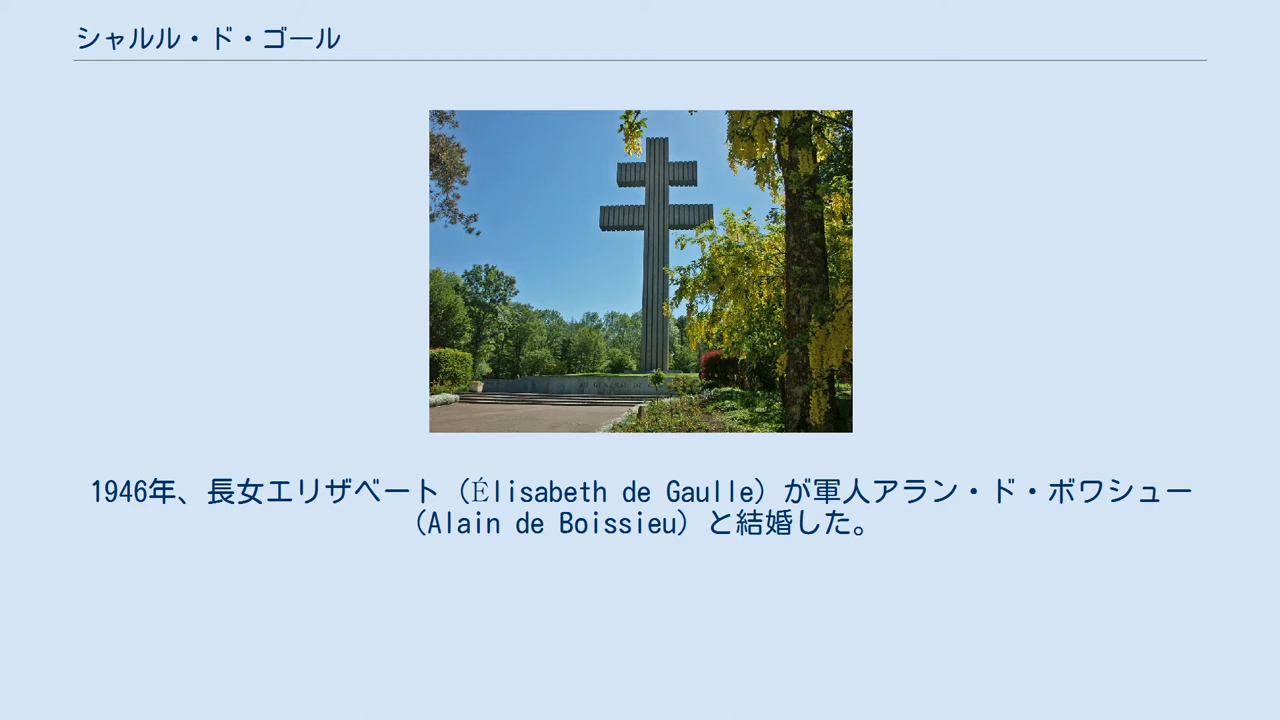 シャルル・ド・ゴール
1946年、長女エリザベート（Élisabeth de Gaulle）が軍人アラン・ド・ボワシュー
（Alain de Boissieu）と結婚した。